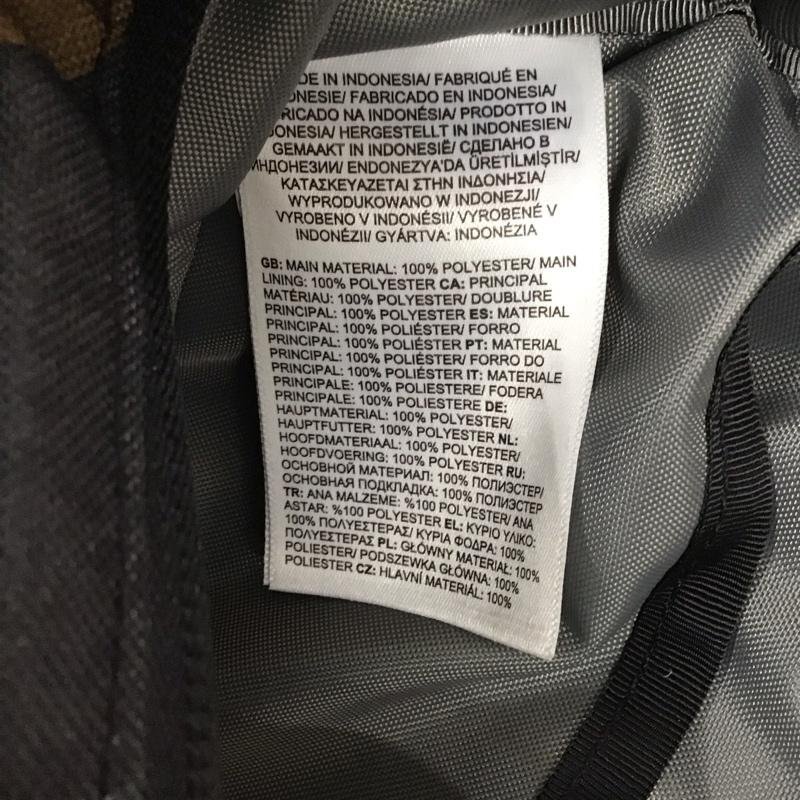 DE IN INDONESIA/ FABRIQUÉ EN
ONESIE/ FABRICADO EN INDONESIA/
RICADO NA INDONÉSIA/ PRODOTTO IN
ONESIA/ HERGESTELLT IN INDONESIEN/
GEMAAKT IN INDONESIË/ СДЕЛАНО В
ИНДОНЕЗИИ/ ENDONEZYA'DA ÜRETİLMİŞTİR/
ΚΑΤΑΣΚΕΥΑΖΕΤΑΙ ΣΤΗΝ ΙΝΔΟΝΗΣΙΑ/
WYPRODUKOWANO W INDONEZJI/
VYROBENO V INDONÉSII/ VYROBENÉ V
INDONÉZII/ GYÁRTVA: INDONÉZIA
GB: MAIN MATERIAL: 100% POLYESTER/ MAIN
LINING: 100% POLYESTER CA: PRINCIPAL
MATÉRIAU: 100% POLYESTER/ DOUBLURE
PRINCIPAL: 100% POLYESTER ES: MATERIAL
PRINCIPAL: 100% POLIÉSTER/ FORRO
PRINCIPAL: 100% POLIÉSTER PT: MATERIAL
PRINCIPAL: 100% POLIÉSTER/ FORRO DO
PRINCIPAL: 100% POLIÉSTER IT: MATERIALE
PRINCIPALE: 100% POLIESTERE/ FODERA
PRINCIPALE: 100% POLIESTERE DE:
HAUPTMATERIAL: 100% POLYESTER/
HAUPTFUTTER: 100% POLYESTER NL:
HOOFDMATERIAAL: 100% POLYESTER/
HOOFDVOERING: 100% POLYESTER RU:
ОСНОВНОЙ МАТЕРИАЛ: 100% ПОЛИЭСТЕР/
ОСНОВНАЯ ПОДКЛАДКА: 100% ПОЛИЭСТЕР
TR: ANA MALZEME: %100 POLYESTER/ ANA
ASTAR: %100 POLYESTER EL: ΚΥΡΙΟ ΥΛΙΚΟ:
100% ΠΟΛΥΕΣΤΕΡΑΣ/ ΚΥΡΙΑ ΦΟΔΡΑ: 100%
ΠΟΛΥΕΣΤΕΡΑΣ PL: GŁÓWNY MATERIAŁ: 100%
POLIESTER/ PODSZEWKA GŁÓWNA: 100%
POLIESTER CZ: HLAVNÍ MATERIÁL: 100%